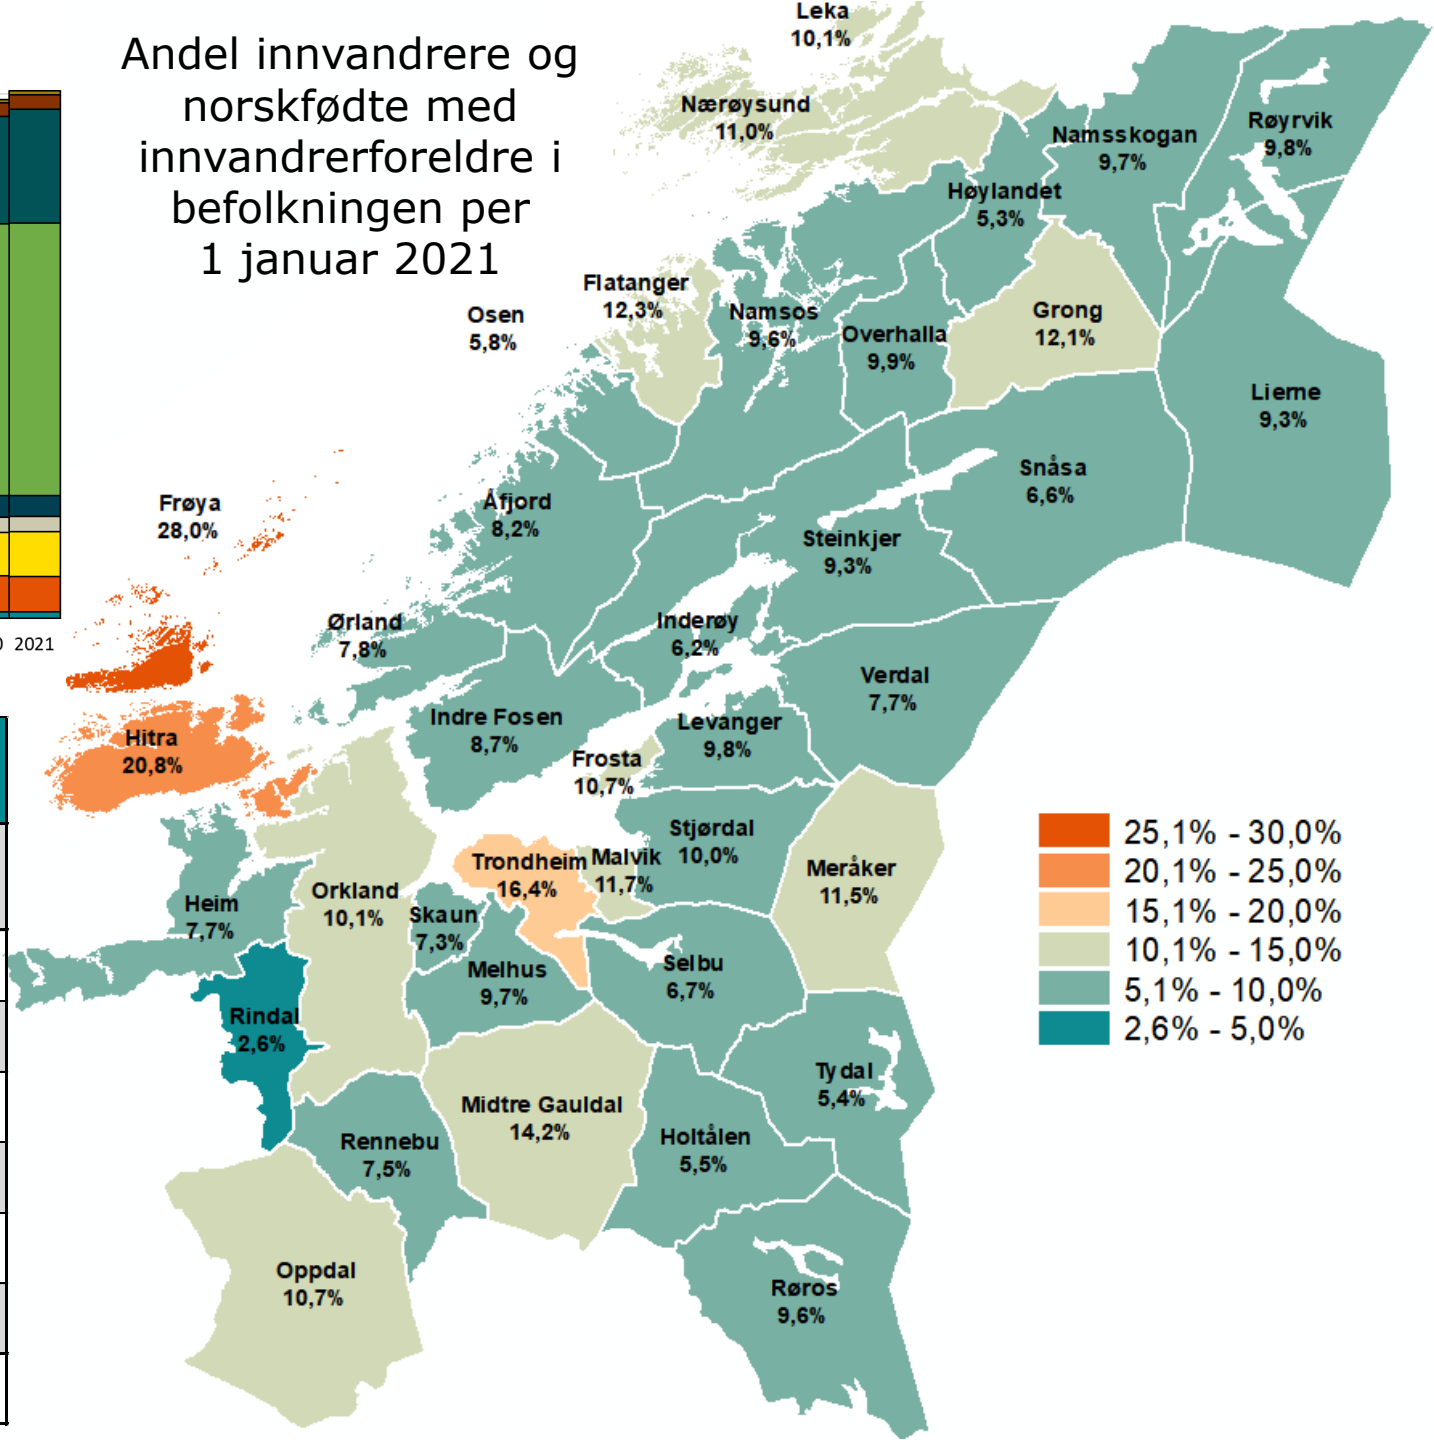 Andel innvandrere og
norskfødte med
innvandrerforeldre i
befolkningen per
1 januar 2021
Leka
10,1%
Nærøysund
11,0%
Namsskogan
9,7%
Røyrvik
9,8%
Høylandet
5,3%
Flatanger
12,3%
Osen
5,8%
Namsos
9,6%
Overhalla
9,9%
Grong
12,1%
Lierne
9,3%
Snåsa
6,6%
Frøya
28,0%
Åfjord
8,2%
Steinkjer
9,3%
Ørland
7,8%
Inderøy
6,2%
2021
Verdal
7,7%
Indre Fosen
8,7%
Levanger
9,8%
Hitra
20,8%
Frosta
10,7%
Stjørdal
10,0%
Trondheim
16,4%
Malvik
11,7%
Meråker
11,5%
Heim
7,7%
Orkland
10,1%
Skaun
7,3%
Melhus
9,7%
Selbu
6,7%
Rindal
2,6%
Tydal
5,4%
Midtre Gauldal
14,2%
Rennebu
7,5%
Holtålen
5,5%
Oppdal
10,7%
Røros
9,6%
25,1% - 30,0%
20,1% - 25,0%
15,1% - 20,0%
10,1% - 15,0%
5,1% - 10,0%
2,6% - 5,0%